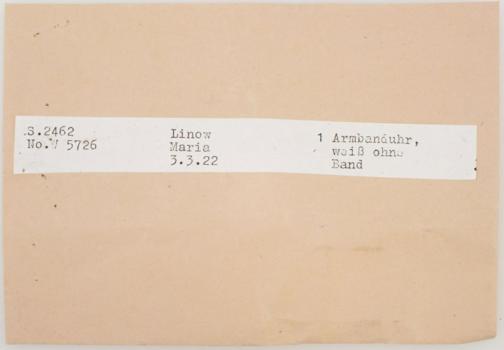 S.2462
No.W 5726
Linow
Maria
3.3.22
1 Armbanduhr,
weiß ohne
Band